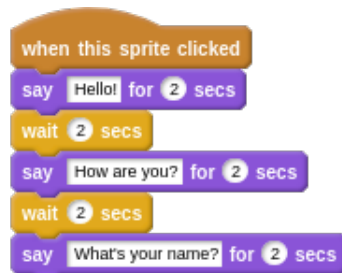 when this sprite clicked
say Hello! for 2 secs
wait 2 secs
say How are you? for 2 secs
wait 2 secs
say What's your name? for 2 secs